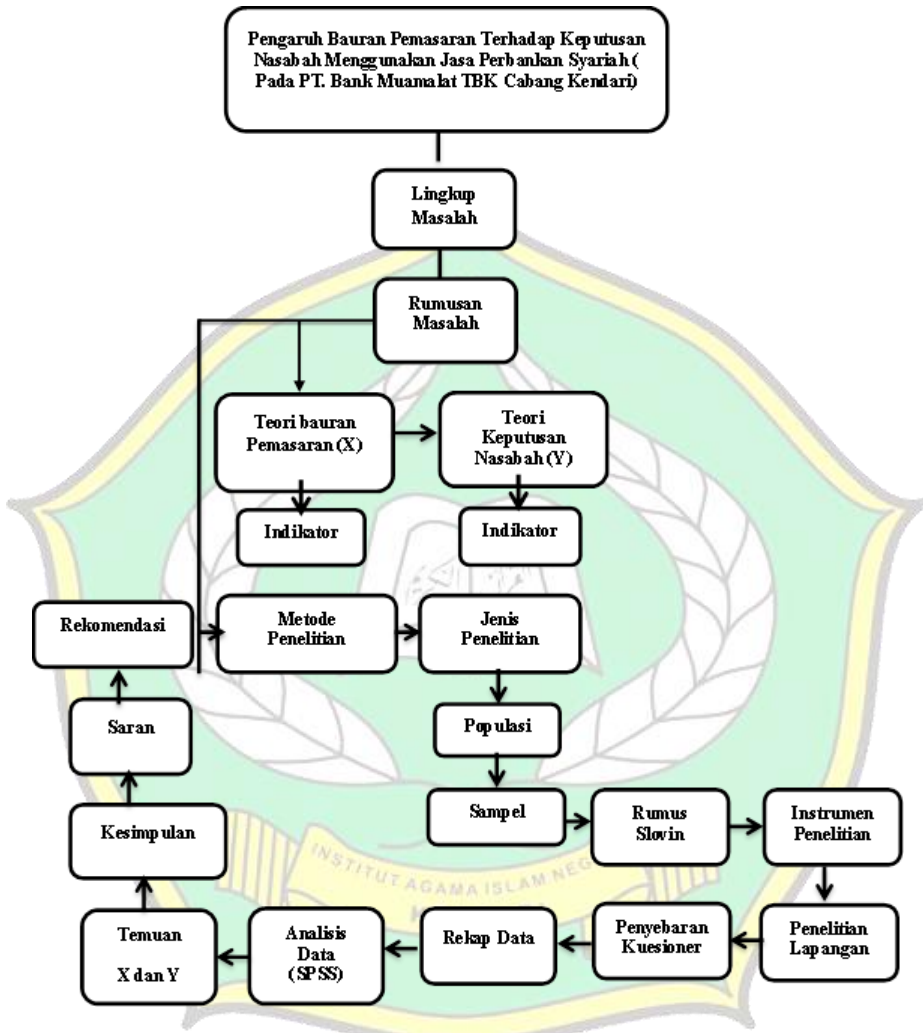 Pengaruh Bauran Pemasaran Terhadap Keputusan
Nasabah Menggunakan Jasa Perbankan Syariah (
Pada PT. Bank Muamalat TBK Cabang Kendari)
Lingkup
Masalah
Rumusan
Masalah
Teori bauran
Pemasaran (X)
Teori
Keputusan
Nasabah (Y)
Indikator
Indikator
Rekomendasi
Metode
Penelitian
Jenis
Penelitian
Saran
Populasi
Kesimpulan
Sampel
Rumus
Slovin
Instrumen
Penelitian
INSTITUT AGAMA ISLAM NEG
Temuan
X dan Y
Analisis
Data
(SPSS)
Rekap Data
Penyebaran
Kuesioner
Penelitian
Lapangan